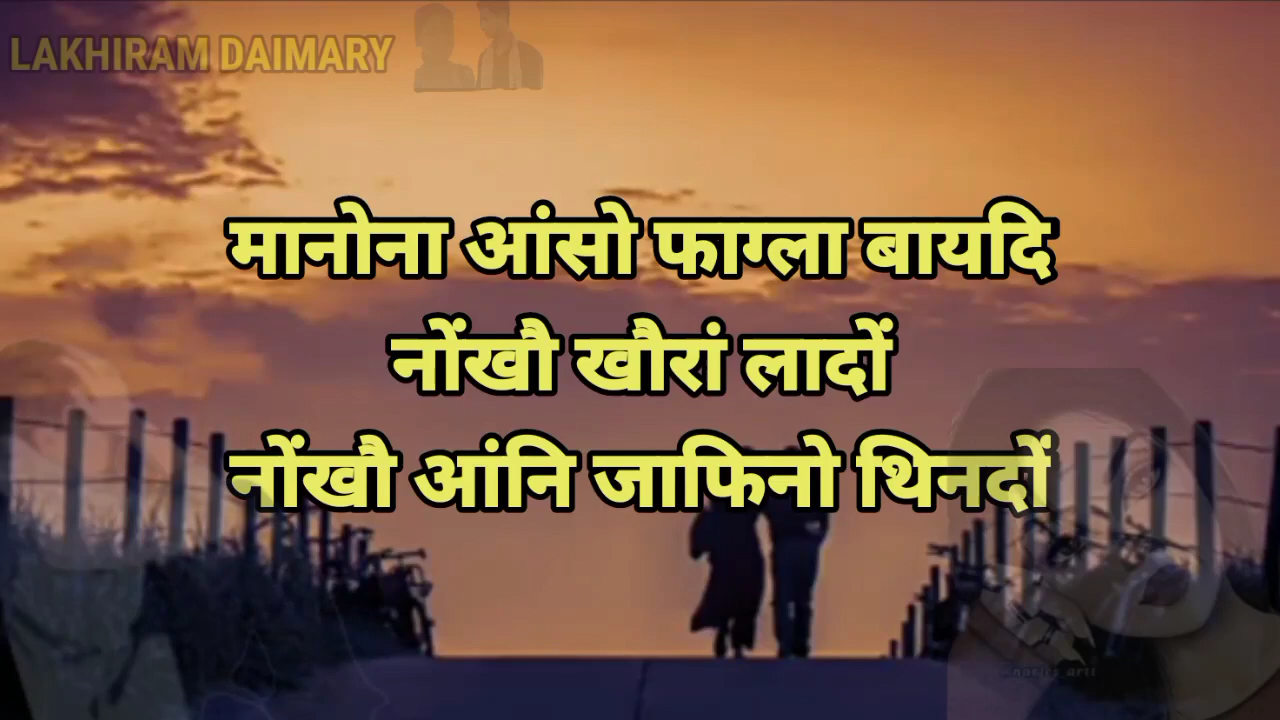 LAKHIRAM DAIMARY
मानोना आंसो फाग्ला बायदि
नोंखौ खौरां लादों
नोंखौ आंनि जाफिनो थिनदों